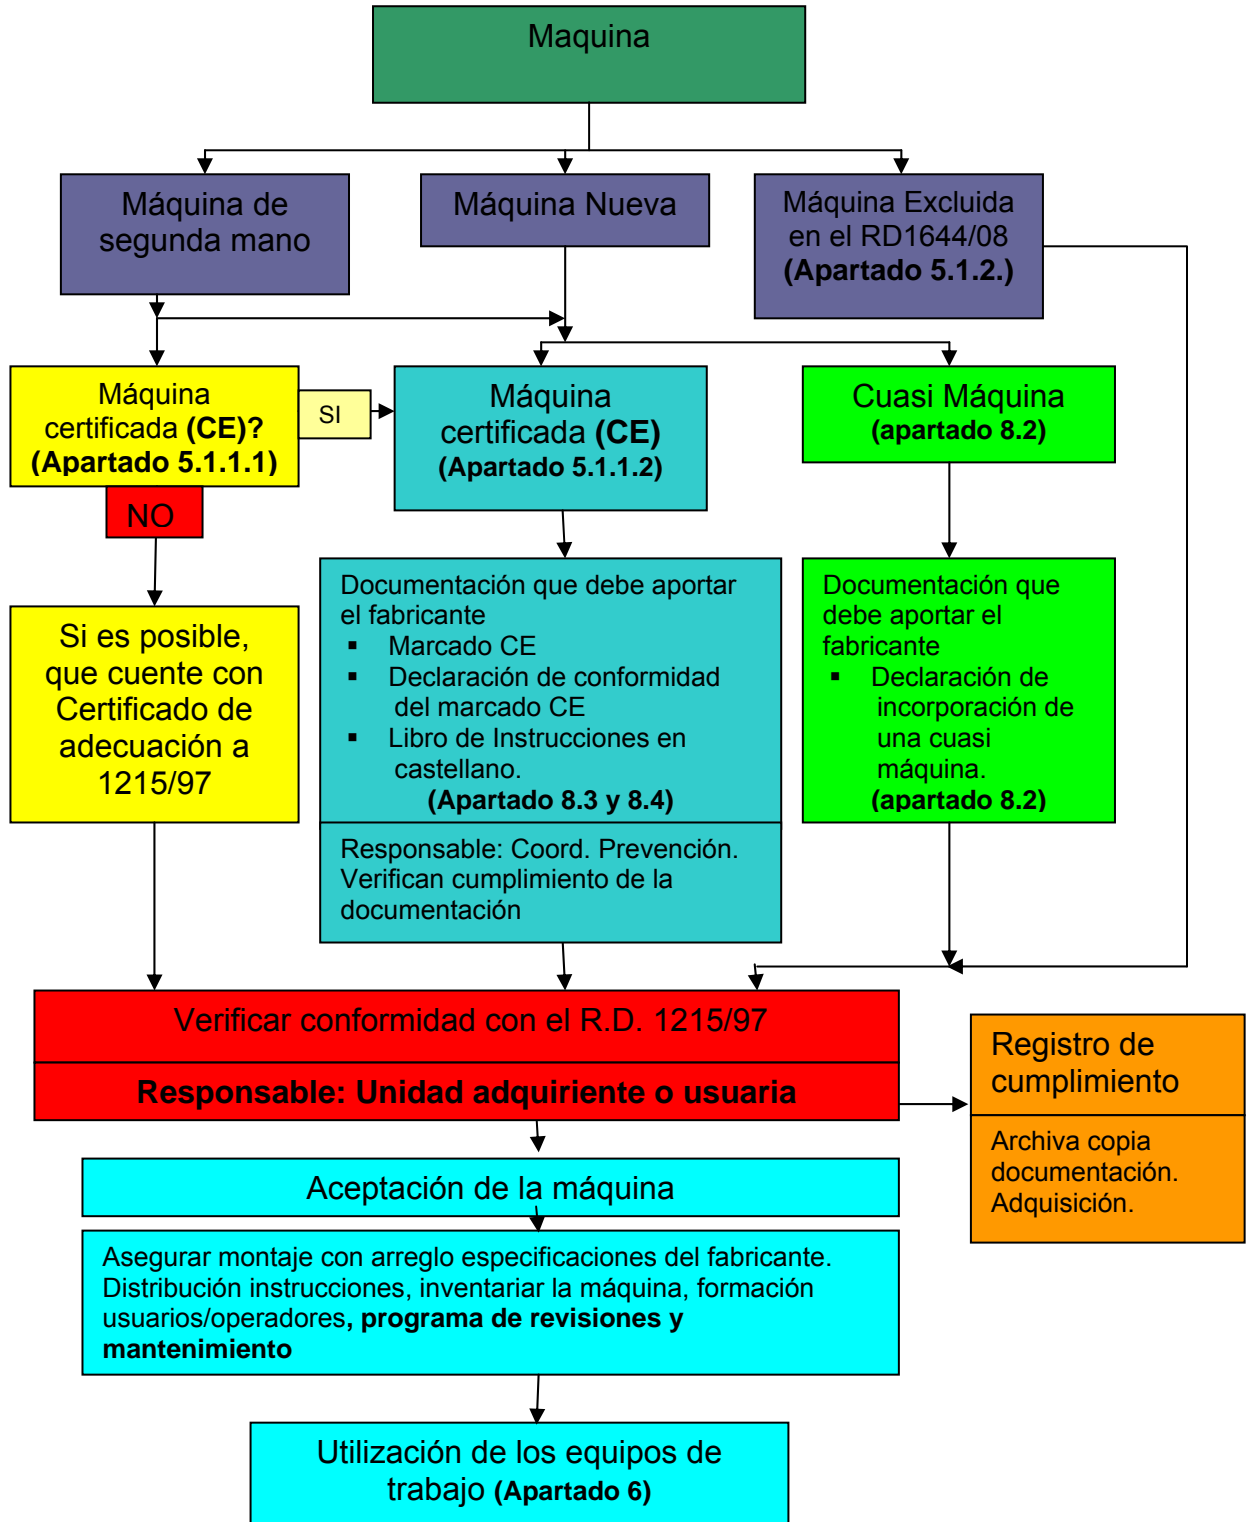 Maquina
Máquina de
segunda mano
Máquina Nueva
Máquina Excluida
en el RD1644/08
(Apartado 5.1.2.)
Máquina
certificada (CE)?
(Apartado 5.1.1.1)
SI
NO
Máquina
certificada (CE)
(Apartado 5.1.1.2)
Cuasi Máquina
(apartado 8.2)
Si es posible,
que cuente con
Certificado de
adecuación a
1215/97
Documentación que debe aportar
el fabricante
▪ Marcado CE
▪ Declaración de conformidad
del marcado CE
▪ Libro de Instrucciones en
castellano.
(Apartado 8.3 y 8.4)
Responsable: Coord. Prevención.
Verifican cumplimiento de la
documentación
Documentación que
debe aportar el
fabricante
▪ Declaración de
incorporación de
una cuasi
máquina.
(apartado 8.2)
Verificar conformidad con el R.D. 1215/97
Responsable: Unidad adquiriente o usuaria
Registro de
cumplimiento
Archiva copia
documentación.
Adquisición.
Aceptación de la máquina
Asegurar montaje con arreglo especificaciones del fabricante.
Distribución instrucciones, inventariar la máquina, formación
usuarios/operadores, programa de revisiones y
mantenimiento
Utilización de los equipos de
trabajo (Apartado 6)